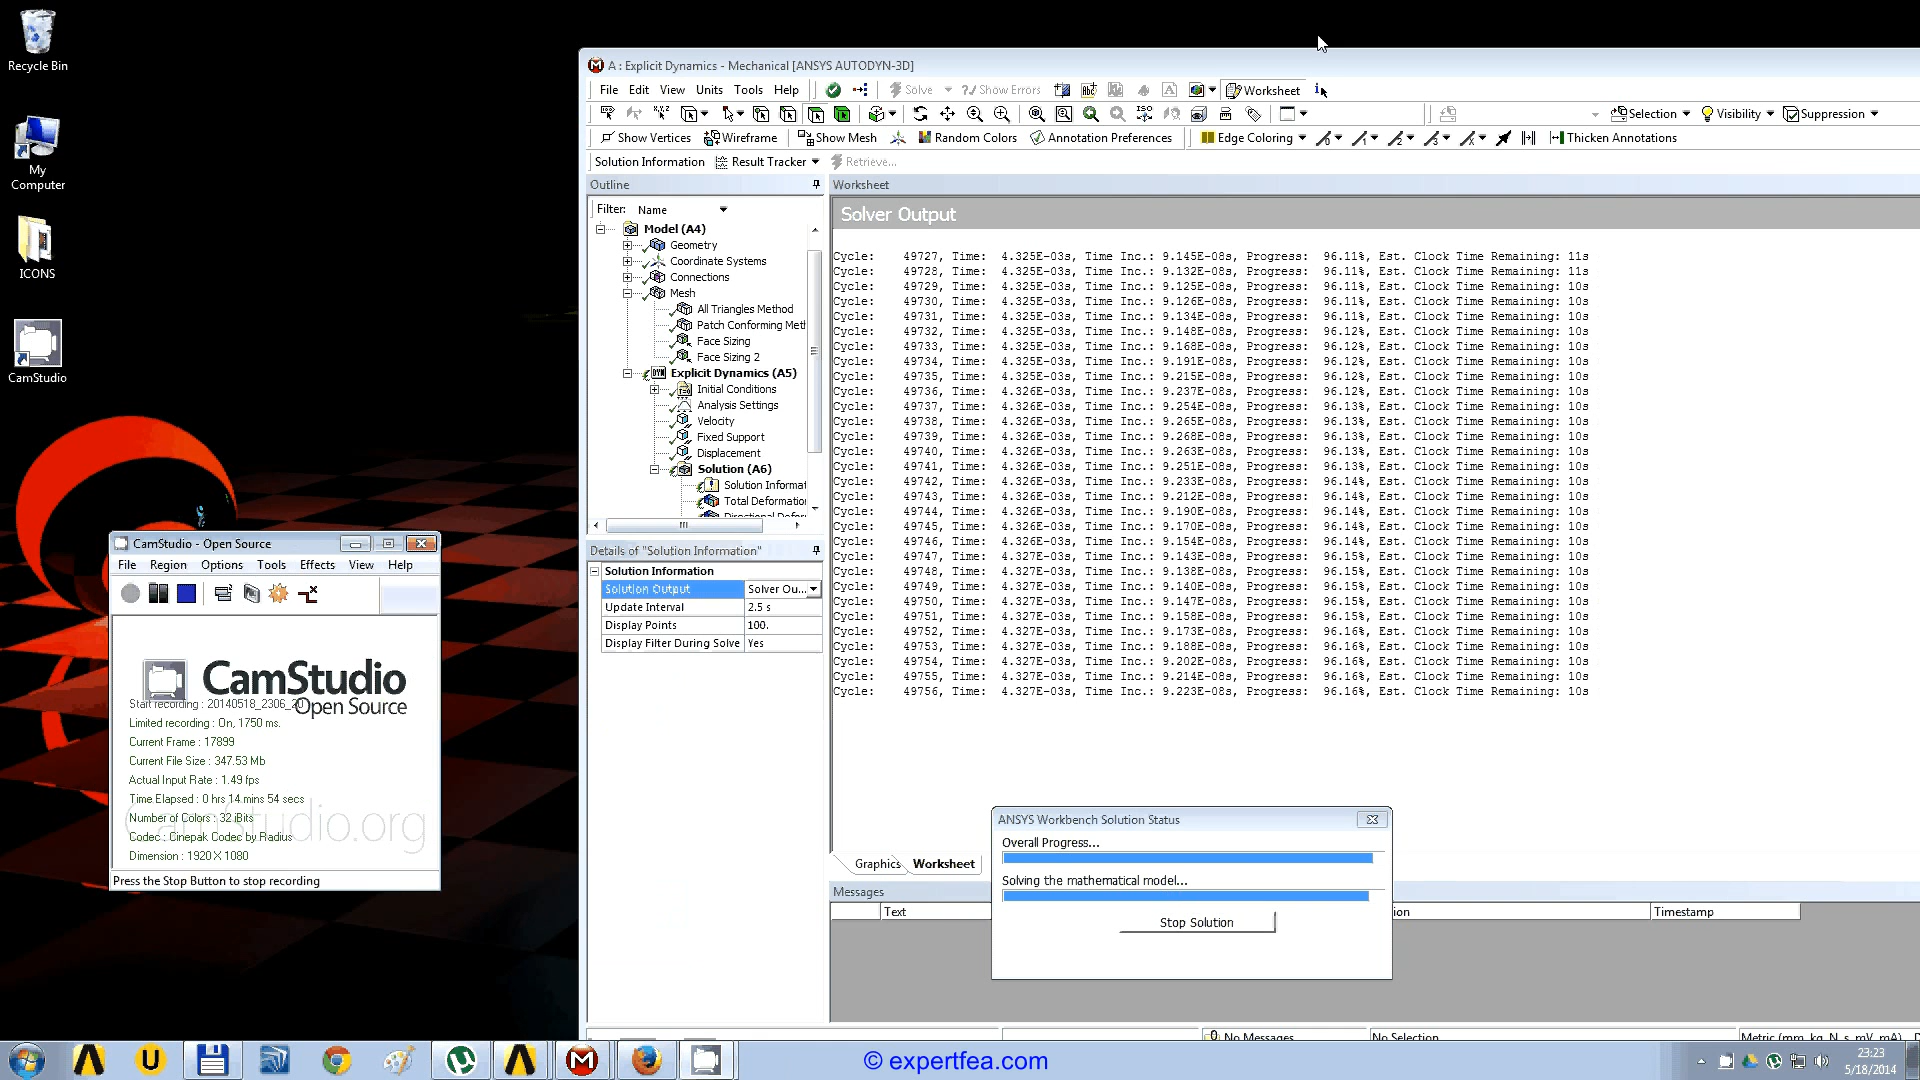 Recycle Bin
My
Computer
ICONS
CamStudio
A : Explicit Dynamics - Mechanical [ANSYS AUTODYN-3D]
File Edit View Units Tools Help Solve ?/ Show Errors Worksheet
Selection Visibility Suppression
Show Vertices Wireframe Show Mesh Random Colors Annotation Preferences Edge Coloring Thicken Annotations
Solution Information Result Tracker Retrieve...
Outline
Filter: Name
Model (A4)
Geometry
Coordinate Systems
Connections
Mesh
All Triangles Method
Patch Conforming Met
Face Sizing
Face Sizing 2
Explicit Dynamics (A5)
Initial Conditions
Analysis Settings
Velocity
Fixed Support
Displacement
Solution (A6)
Solution Informat
Total Deformatio
Details of "Solution Information"
Solution Information
Solution Output Solver Ou...
Update Interval 2.5 s
Display Points 100.
Display Filter During Solve Yes
Worksheet
Solver Output
Cycle: 49727, Time: 4.325E-03s, Time Inc.: 9.145E-08s, Progress: 96.11%, Est. Clock Time Remaining: 11s
Cycle: 49728, Time: 4.325E-03s, Time Inc.: 9.132E-08s, Progress: 96.11%, Est. Clock Time Remaining: 11s
Cycle: 49729, Time: 4.325E-03s, Time Inc.: 9.125E-08s, Progress: 96.11%, Est. Clock Time Remaining: 10s
Cycle: 49730, Time: 4.325E-03s, Time Inc.: 9.126E-08s, Progress: 96.11%, Est. Clock Time Remaining: 10s
Cycle: 49731, Time: 4.325E-03s, Time Inc.: 9.134E-08s, Progress: 96.11%, Est. Clock Time Remaining: 10s
Cycle: 49732, Time: 4.325E-03s, Time Inc.: 9.148E-08s, Progress: 96.12%, Est. Clock Time Remaining: 10s
Cycle: 49733, Time: 4.325E-03s, Time Inc.: 9.168E-08s, Progress: 96.12%, Est. Clock Time Remaining: 10s
Cycle: 49734, Time: 4.325E-03s, Time Inc.: 9.191E-08s, Progress: 96.12%, Est. Clock Time Remaining: 10s
Cycle: 49735, Time: 4.325E-03s, Time Inc.: 9.215E-08s, Progress: 96.12%, Est. Clock Time Remaining: 10s
Cycle: 49736, Time: 4.326E-03s, Time Inc.: 9.237E-08s, Progress: 96.12%, Est. Clock Time Remaining: 10s
Cycle: 49737, Time: 4.326E-03s, Time Inc.: 9.254E-08s, Progress: 96.13%, Est. Clock Time Remaining: 10s
Cycle: 49738, Time: 4.326E-03s, Time Inc.: 9.265E-08s, Progress: 96.13%, Est. Clock Time Remaining: 10s
Cycle: 49739, Time: 4.326E-03s, Time Inc.: 9.268E-08s, Progress: 96.13%, Est. Clock Time Remaining: 10s
Cycle: 49740, Time: 4.326E-03s, Time Inc.: 9.263E-08s, Progress: 96.13%, Est. Clock Time Remaining: 10s
Cycle: 49741, Time: 4.326E-03s, Time Inc.: 9.251E-08s, Progress: 96.13%, Est. Clock Time Remaining: 10s
Cycle: 49742, Time: 4.326E-03s, Time Inc.: 9.233E-08s, Progress: 96.14%, Est. Clock Time Remaining: 10s
Cycle: 49743, Time: 4.326E-03s, Time Inc.: 9.212E-08s, Progress: 96.14%, Est. Clock Time Remaining: 10s
Cycle: 49744, Time: 4.326E-03s, Time Inc.: 9.190E-08s, Progress: 96.14%, Est. Clock Time Remaining: 10s
Cycle: 49745, Time: 4.326E-03s, Time Inc.: 9.170E-08s, Progress: 96.14%, Est. Clock Time Remaining: 10s
Cycle: 49746, Time: 4.326E-03s, Time Inc.: 9.154E-08s, Progress: 96.14%, Est. Clock Time Remaining: 10s
Cycle: 49747, Time: 4.327E-03s, Time Inc.: 9.143E-08s, Progress: 96.15%, Est. Clock Time Remaining: 10s
Cycle: 49748, Time: 4.327E-03s, Time Inc.: 9.138E-08s, Progress: 96.15%, Est. Clock Time Remaining: 10s
Cycle: 49749, Time: 4.327E-03s, Time Inc.: 9.140E-08s, Progress: 96.15%, Est. Clock Time Remaining: 10s
Cycle: 49750, Time: 4.327E-03s, Time Inc.: 9.147E-08s, Progress: 96.15%, Est. Clock Time Remaining: 10s
Cycle: 49751, Time: 4.327E-03s, Time Inc.: 9.158E-08s, Progress: 96.15%, Est. Clock Time Remaining: 10s
Cycle: 49752, Time: 4.327E-03s, Time Inc.: 9.173E-08s, Progress: 96.16%, Est. Clock Time Remaining: 10s
Cycle: 49753, Time: 4.327E-03s, Time Inc.: 9.188E-08s, Progress: 96.16%, Est. Clock Time Remaining: 10s
Cycle: 49754, Time: 4.327E-03s, Time Inc.: 9.202E-08s, Progress: 96.16%, Est. Clock Time Remaining: 10s
Cycle: 49755, Time: 4.327E-03s, Time Inc.: 9.214E-08s, Progress: 96.16%, Est. Clock Time Remaining: 10s
Cycle: 49756, Time: 4.327E-03s, Time Inc.: 9.223E-08s, Progress: 96.16%, Est. Clock Time Remaining: 10s
Graphics Worksheet
Messages
Text ion Timestamp
ANSYS Workbench Solution Status
Overall Progress...
Solving the mathematical model...
Stop Solution
0 No Messages No Selection Metric (mm, kg, N, s, mV, mA)
CamStudio - Open Source
File Region Options Tools Effects View Help
CamStudio
Open Source
Start recording : 20140518_2306_20
Limited recording : On, 1750 ms.
Current Frame : 17899
Current File Size : 347.53 Mb
Actual Input Rate : 1.49 fps
Time Elapsed : 0 hrs 14 mins 54 secs
Number of Colors : 32 jBits
Codec : Cinepak Codec by Radius
Dimension : 1920 X 1080
CamStudio.org
Press the Stop Button to stop recording
© expertfea.com
23:23
5/18/2014